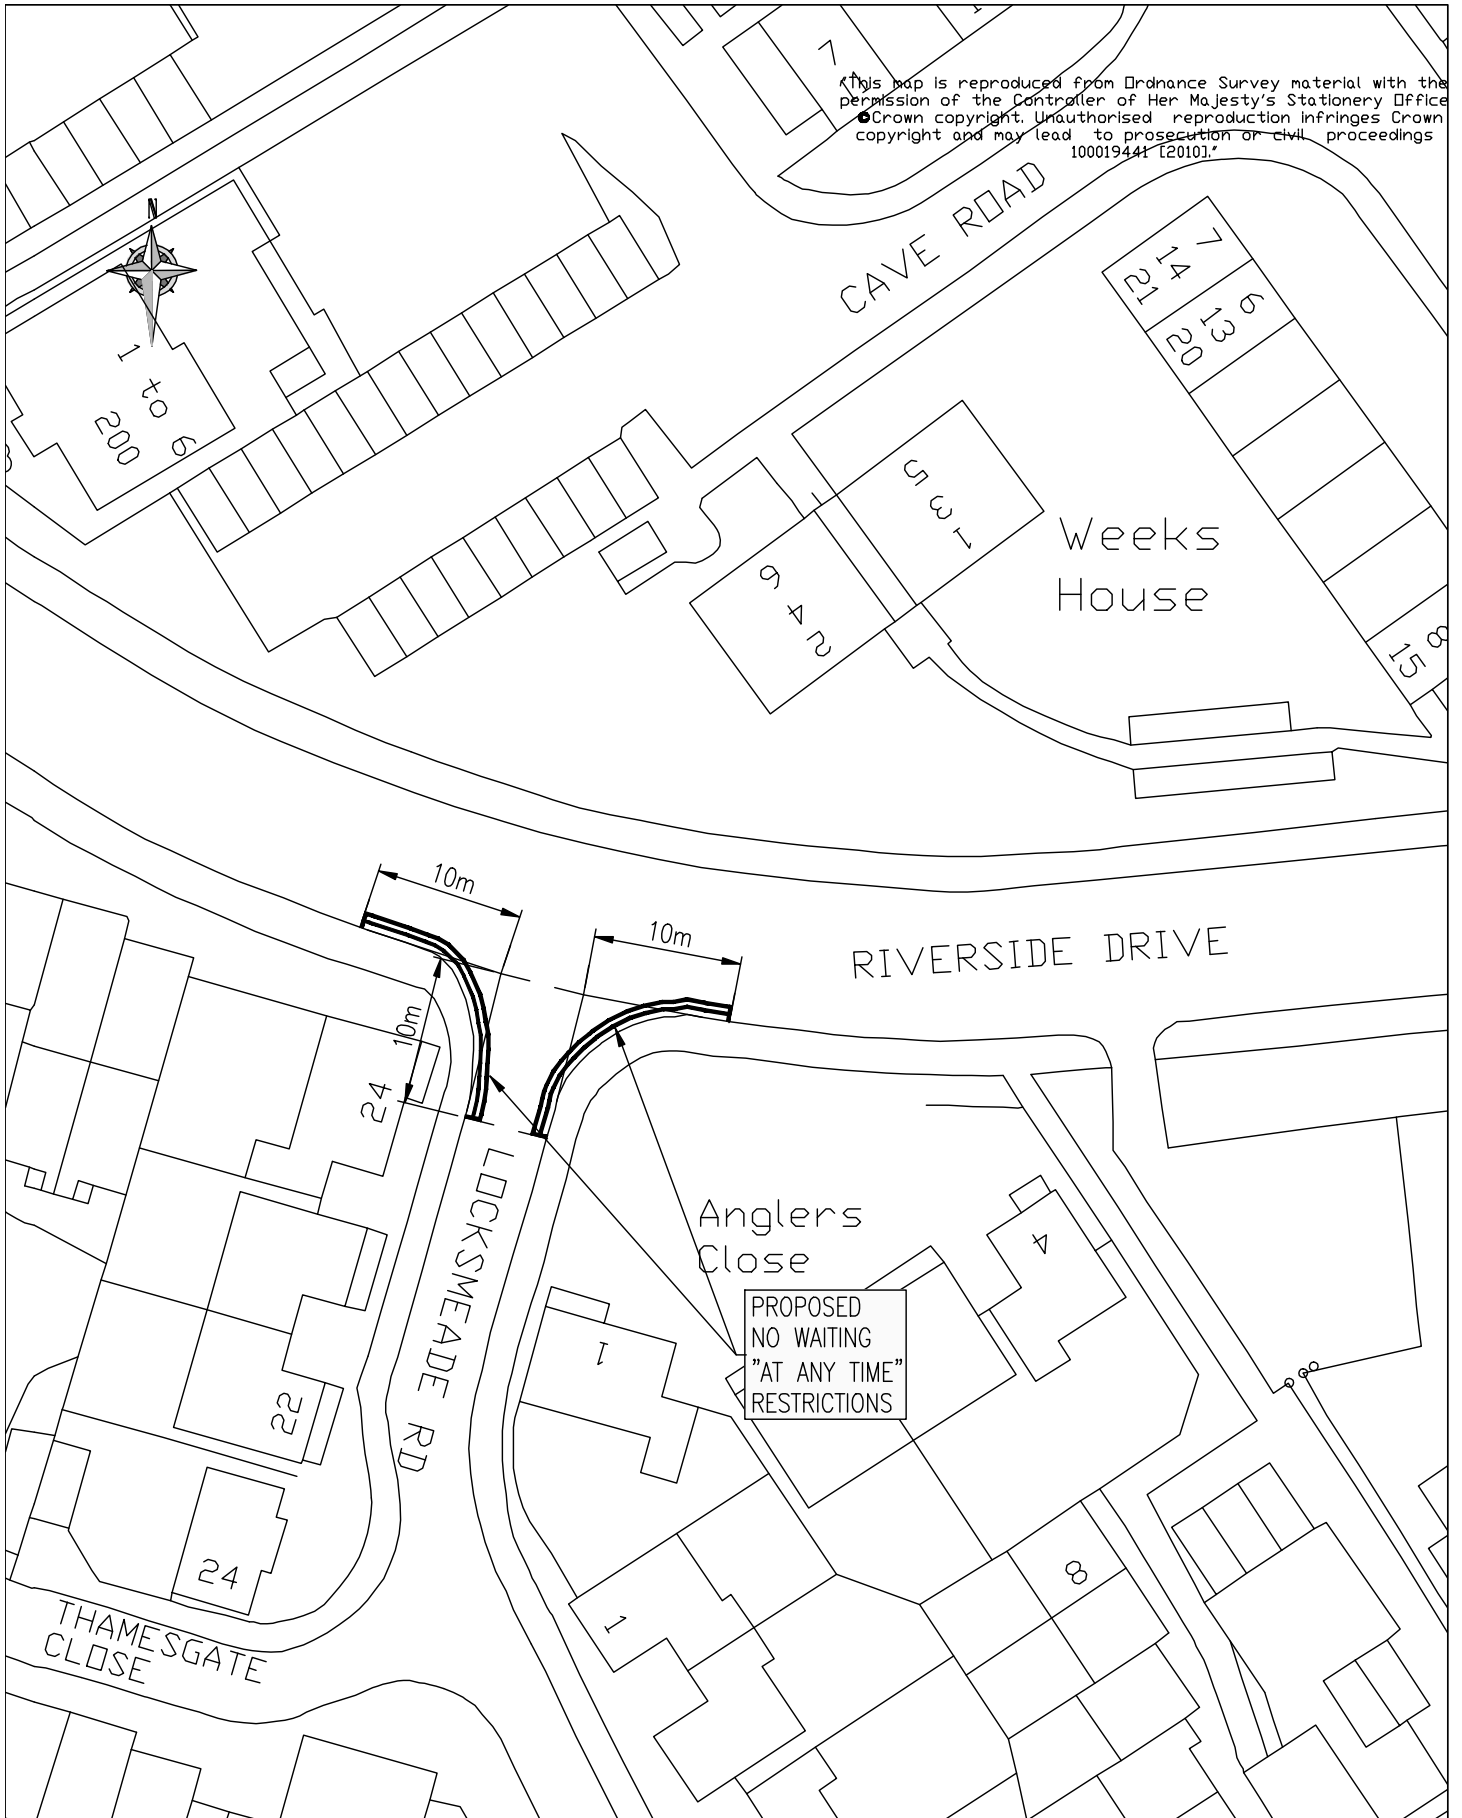 7
"This map is reproduced from Ordnance Survey material with the
permission of the Controller of Her Majesty's Stationery Office
©Crown copyright. Unauthorised reproduction infringes Crown
copyright and may lead to prosecution or civil proceedings
100019441 [2010]."
N
CAVE ROAD
7
14
21
6
13
20
1 to 6
200
5
3
1
6
4
2
Weeks
House
8
15
10m
10m
10m
RIVERSIDE DRIVE
24
LOCKSMEADE RD
Anglers
Close
4
PROPOSED
NO WAITING
"AT ANY TIME"
RESTRICTIONS
1
22
24
8
1
THAMESGATE
CLOSE